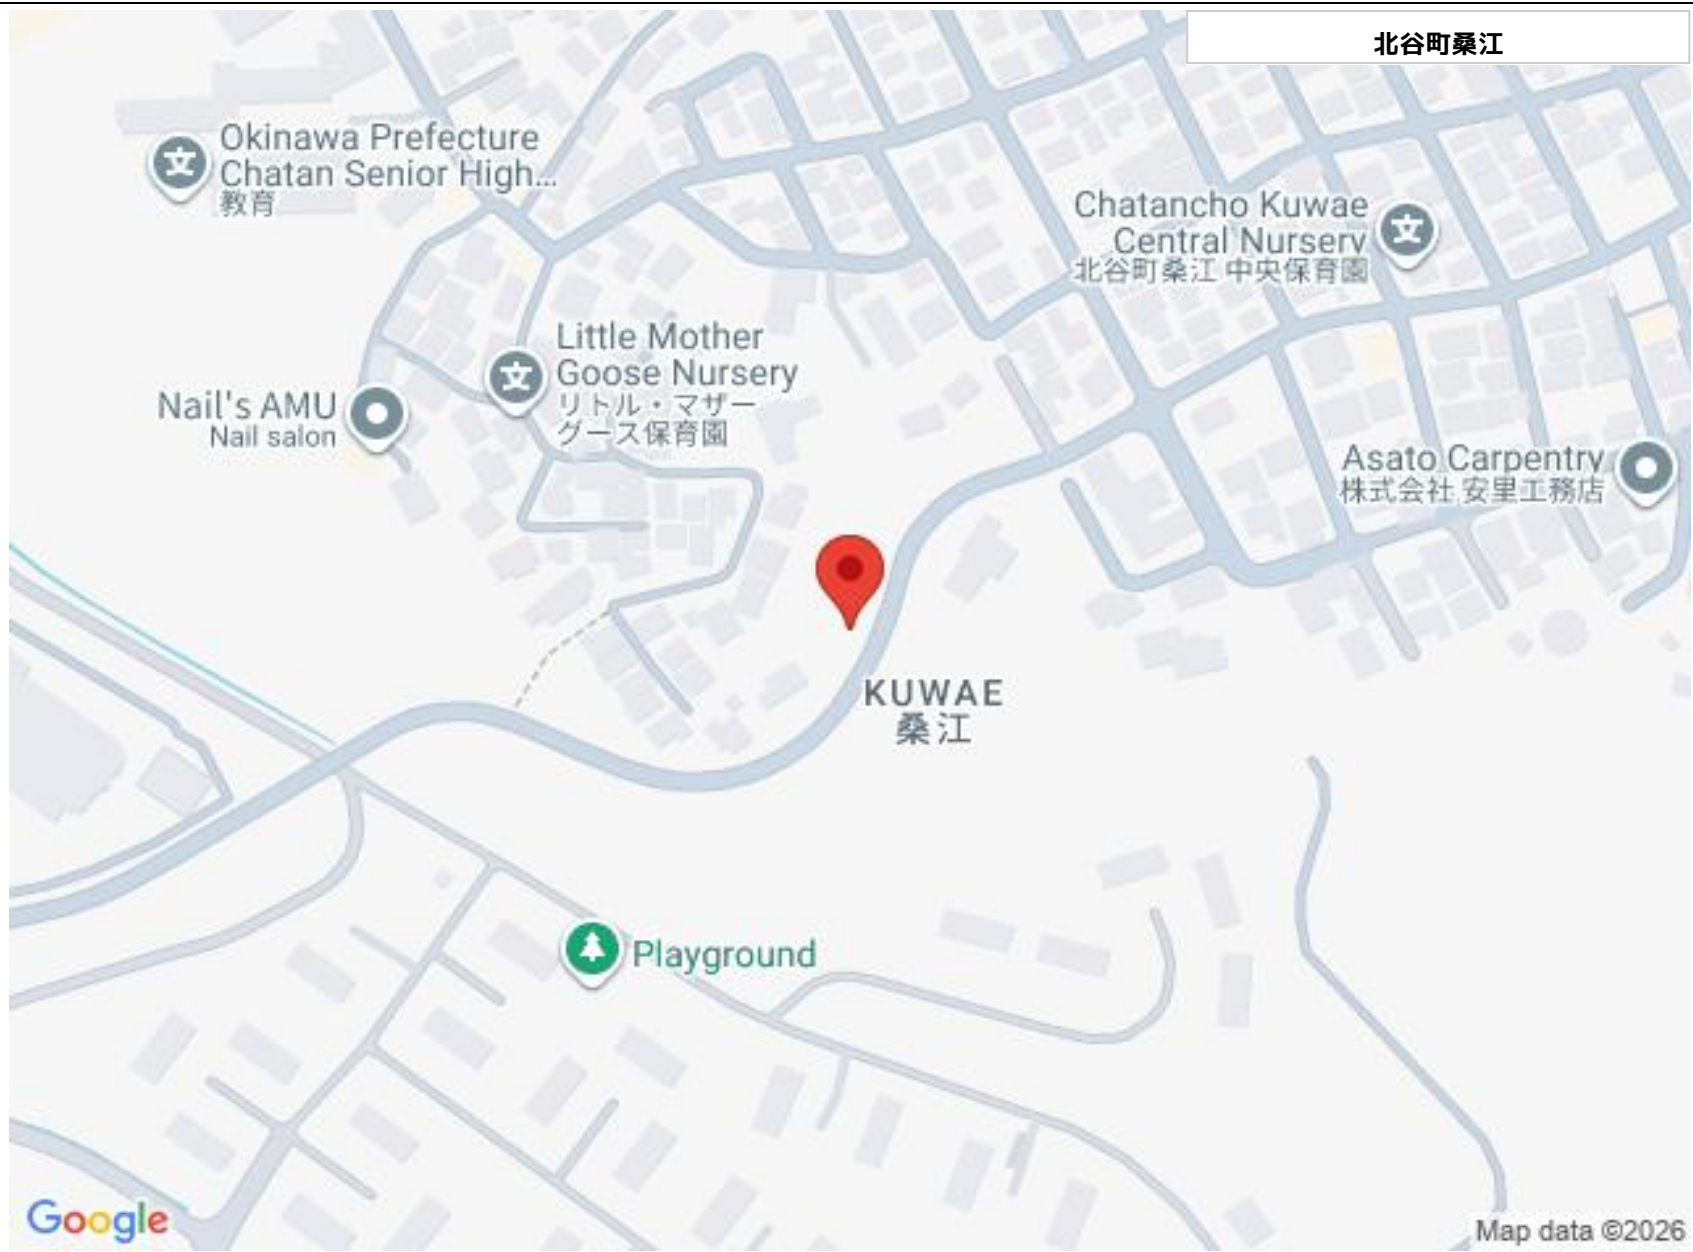 北谷町桑江
Okinawa Prefecture
Chatan Senior High...
教育
Chatancho Kuwae
Central Nursery
北谷町桑江 中央保育園
Little Mother
Goose Nursery
リトル・マザー
グース保育園
Nail's AMU
Nail salon
Asato Carpentry
株式会社 安里工務店
KUWAE
桑江
Playground
Google
Map data ©2026